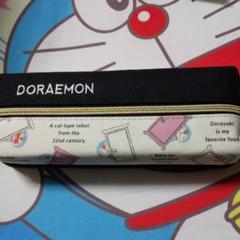 DORAEMON
A cat-type robot
from the
22nd century.
Dorayaki
is my
favorite food.